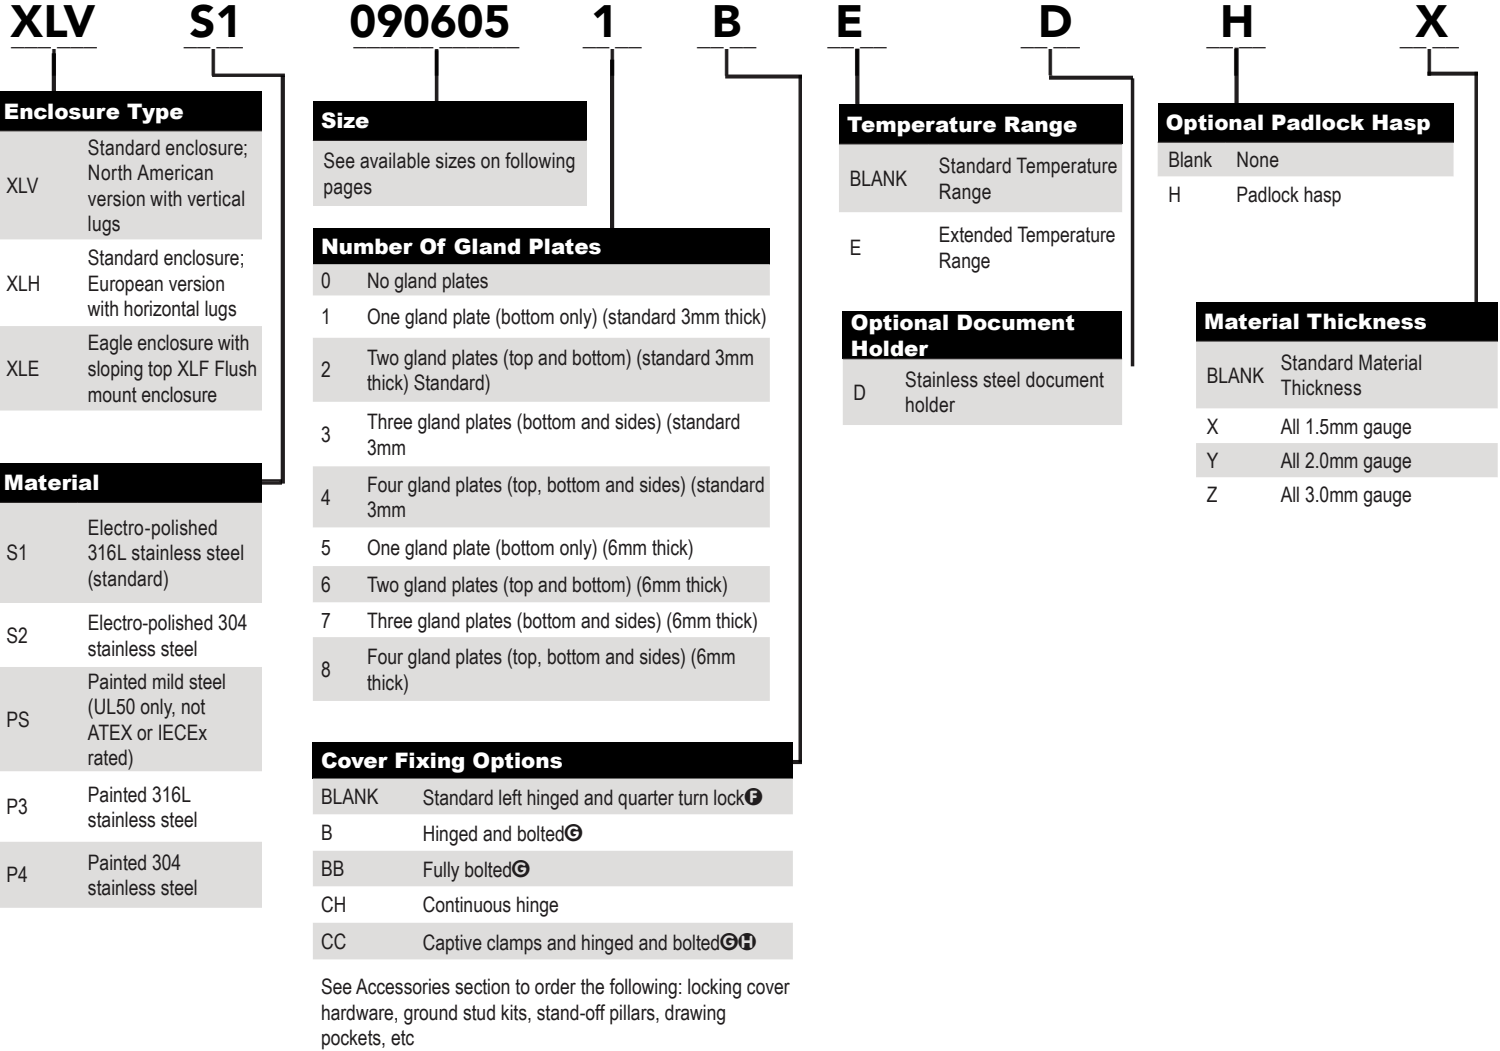 XLV S1 090605 1 B E D H X
Enclosure Type
XLV Standard enclosure;
North American
version with vertical
lugs
XLH Standard enclosure;
European version
with horizontal lugs
XLE Eagle enclosure with
sloping top XLF Flush
mount enclosure
Material
S1 Electro-polished
316L stainless steel
(standard)
S2 Electro-polished 304
stainless steel
PS Painted mild steel
(UL50 only, not
ATEX or IECEx
rated)
P3 Painted 316L
stainless steel
P4 Painted 304
stainless steel
Size
See available sizes on following
pages
Number Of Gland Plates
0 No gland plates
1 One gland plate (bottom only) (standard 3mm thick)
2 Two gland plates (top and bottom) (standard 3mm
thick) Standard)
3 Three gland plates (bottom and sides) (standard
3mm
4 Four gland plates (top, bottom and sides) (standard
3mm
5 One gland plate (bottom only) (6mm thick)
6 Two gland plates (top and bottom) (6mm thick)
7 Three gland plates (bottom and sides) (6mm thick)
8 Four gland plates (top, bottom and sides) (6mm
thick)
Cover Fixing Options
BLANK Standard left hinged and quarter turn lock🅕
B Hinged and bolted🅖
BB Fully bolted🅖
CH Continuous hinge
CC Captive clamps and hinged and bolted🅖🅗
See Accessories section to order the following: locking cover
hardware, ground stud kits, stand-off pillars, drawing
pockets, etc
Temperature Range
BLANK Standard Temperature
Range
E Extended Temperature
Range
Optional Document
Holder
D Stainless steel document
holder
Optional Padlock Hasp
Blank None
H Padlock hasp
Material Thickness
BLANK Standard Material
Thickness
X All 1.5mm gauge
Y All 2.0mm gauge
Z All 3.0mm gauge